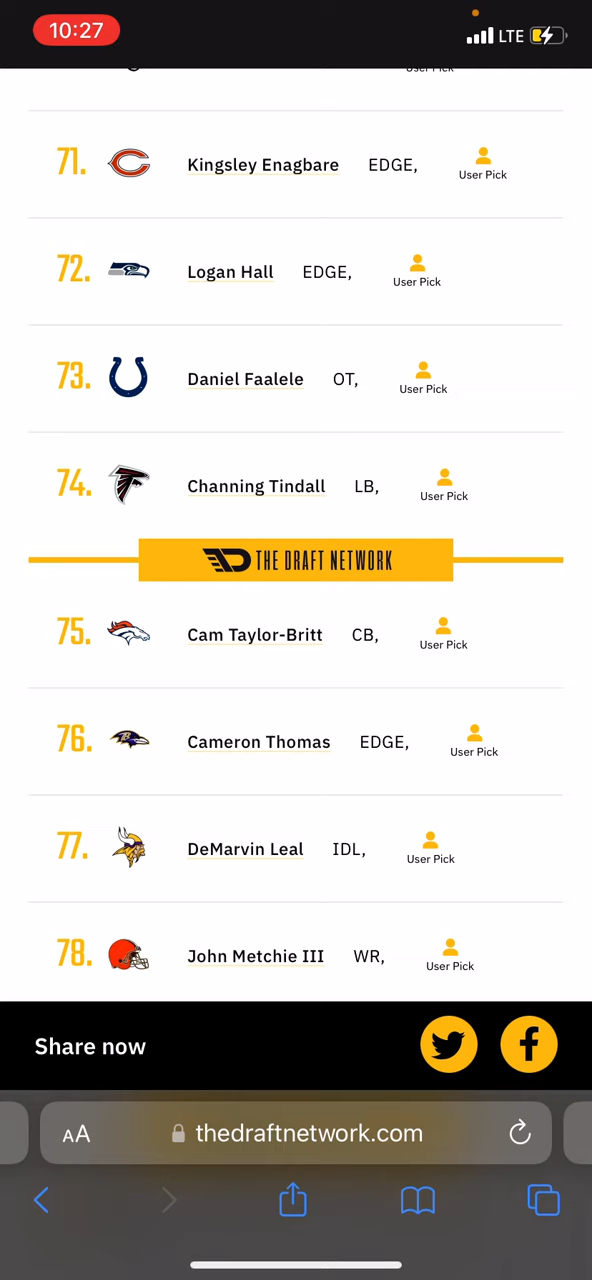 10:27
LTE
User Pick
71. Kingsley Enagbare EDGE,
User Pick
72. Logan Hall EDGE,
User Pick
73. Daniel Faalele OT,
User Pick
74. Channing Tindall LB,
User Pick
THE DRAFT NETWORK
75. Cam Taylor-Britt CB,
User Pick
76. Cameron Thomas EDGE,
User Pick
77. DeMarvin Leal IDL,
User Pick
78. John Metchie III WR,
User Pick
Share now
AA thedraftnetwork.com